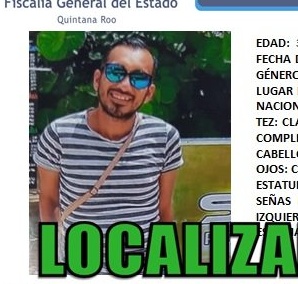 Fiscalía General del Estado
Quintana Roo
EDAD:
FECHA
GÉNERO
LUGAR
NACION
TEZ: CLA
COMPLE
CABELLO
OJOS: C
ESTATU
SEÑAS
IZQUIER
LOCALIZA